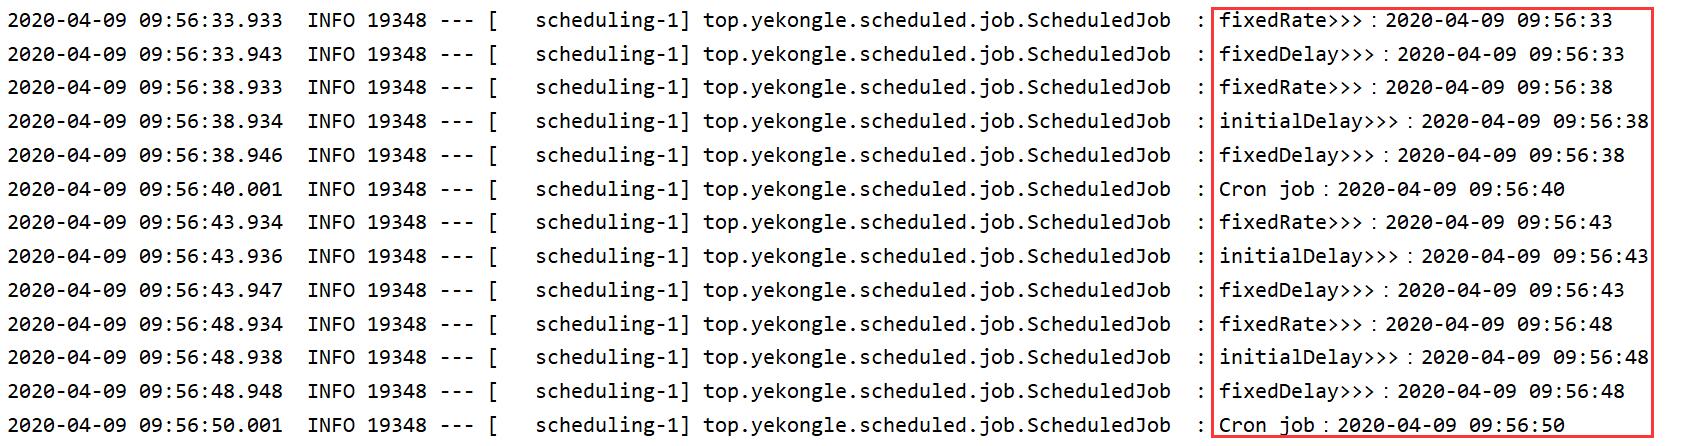 2020-04-09 09:56:33.933  INFO 19348 --- [   scheduling-1] top.yekongle.scheduled.job.ScheduledJob  : fixedRate>>>：2020-04-09 09:56:33
2020-04-09 09:56:33.943  INFO 19348 --- [   scheduling-1] top.yekongle.scheduled.job.ScheduledJob  : fixedDelay>>>：2020-04-09 09:56:33
2020-04-09 09:56:38.933  INFO 19348 --- [   scheduling-1] top.yekongle.scheduled.job.ScheduledJob  : fixedRate>>>：2020-04-09 09:56:38
2020-04-09 09:56:38.934  INFO 19348 --- [   scheduling-1] top.yekongle.scheduled.job.ScheduledJob  : initialDelay>>>：2020-04-09 09:56:38
2020-04-09 09:56:38.946  INFO 19348 --- [   scheduling-1] top.yekongle.scheduled.job.ScheduledJob  : fixedDelay>>>：2020-04-09 09:56:38
2020-04-09 09:56:40.001  INFO 19348 --- [   scheduling-1] top.yekongle.scheduled.job.ScheduledJob  : Cron job：2020-04-09 09:56:40
2020-04-09 09:56:43.934  INFO 19348 --- [   scheduling-1] top.yekongle.scheduled.job.ScheduledJob  : fixedRate>>>：2020-04-09 09:56:43
2020-04-09 09:56:43.936  INFO 19348 --- [   scheduling-1] top.yekongle.scheduled.job.ScheduledJob  : initialDelay>>>：2020-04-09 09:56:43
2020-04-09 09:56:43.947  INFO 19348 --- [   scheduling-1] top.yekongle.scheduled.job.ScheduledJob  : fixedDelay>>>：2020-04-09 09:56:43
2020-04-09 09:56:48.934  INFO 19348 --- [   scheduling-1] top.yekongle.scheduled.job.ScheduledJob  : fixedRate>>>：2020-04-09 09:56:48
2020-04-09 09:56:48.938  INFO 19348 --- [   scheduling-1] top.yekongle.scheduled.job.ScheduledJob  : initialDelay>>>：2020-04-09 09:56:48
2020-04-09 09:56:48.948  INFO 19348 --- [   scheduling-1] top.yekongle.scheduled.job.ScheduledJob  : fixedDelay>>>：2020-04-09 09:56:48
2020-04-09 09:56:50.001  INFO 19348 --- [   scheduling-1] top.yekongle.scheduled.job.ScheduledJob  : Cron job：2020-04-09 09:56:50